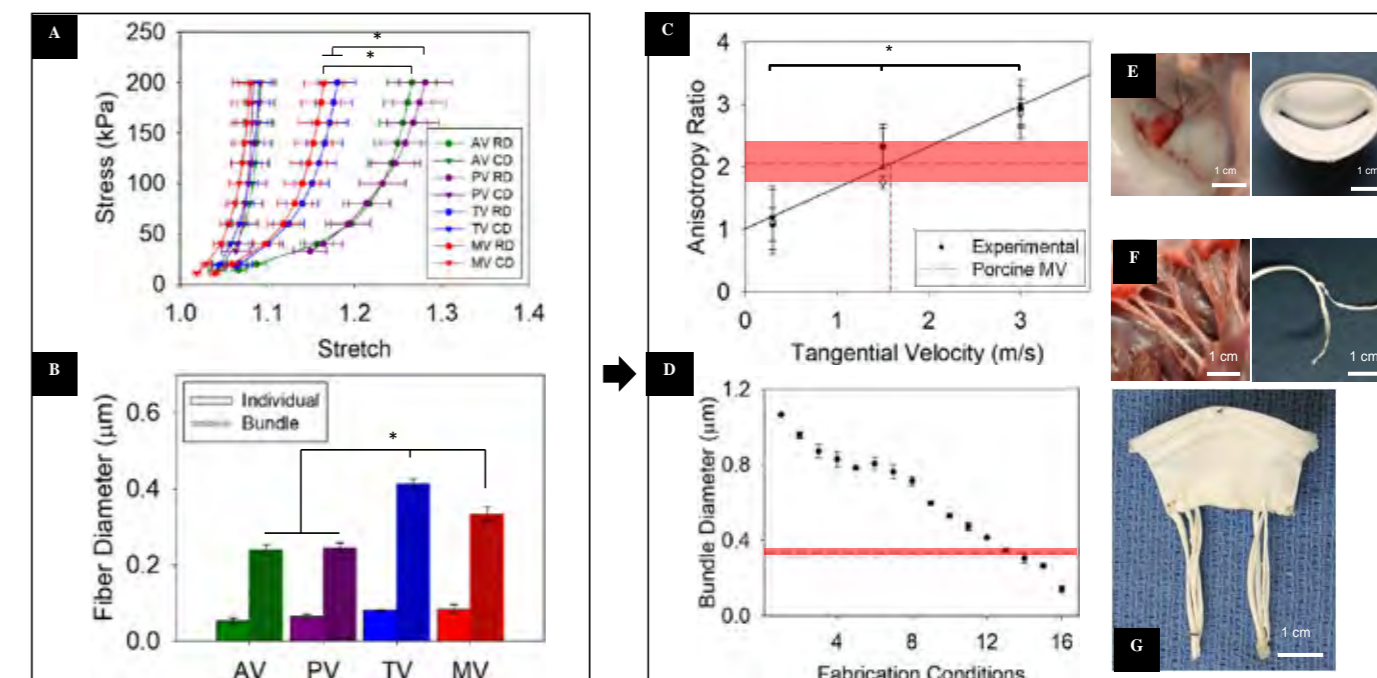 A
250
200
150
100
50
0
Stress (kPa)
1.0
1.1
1.2
1.3
1.4
Stretch
*
*
AV RD
AV CD
PV RD
PV CD
TV RD
TV CD
MV RD
MV CD
B
0.6
0.4
0.2
0.0
Fiber Diameter (μm)
Individual
Bundle
*
AV
PV
TV
MV
C
4
3
2
1
0
Anisotropy Ratio
*
Experimental
Porcine MV
0
1
2
3
Tangential Velocity (m/s)
D
1.2
0.8
0.4
0.0
Bundle Diameter (μm)
4
8
12
16
Fabrication Conditions
E
1 cm
1 cm
F
1 cm
1 cm
G
1 cm